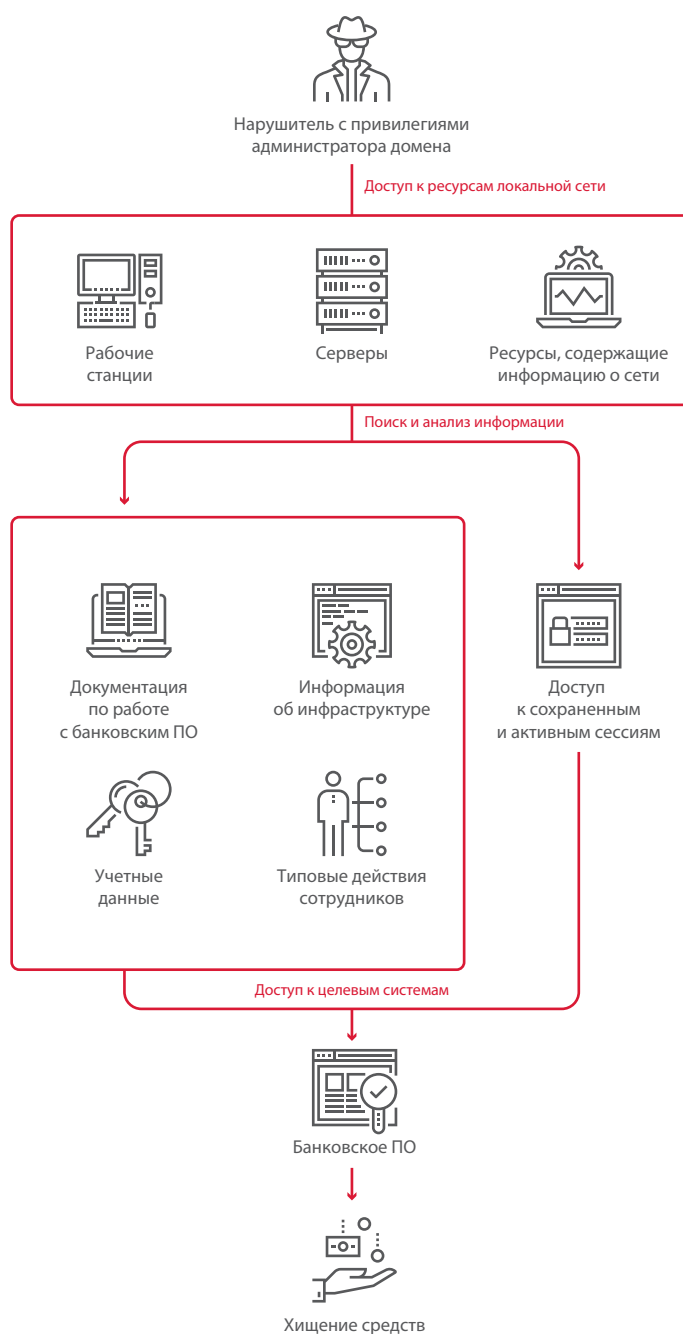 Нарушитель с привилегиями
администратора домена
Доступ к ресурсам локальной сети
Рабочие
станции
Серверы
Ресурсы, содержащие
информацию о сети
Поиск и анализ информации
Документация
по работе
с банковским ПО
Информация
об инфраструктуре
Доступ
к сохраненным
и активным сессиям
Учетные
данные
Типовые действия
сотрудников
Доступ к целевым системам
Банковское ПО
Хищение средств